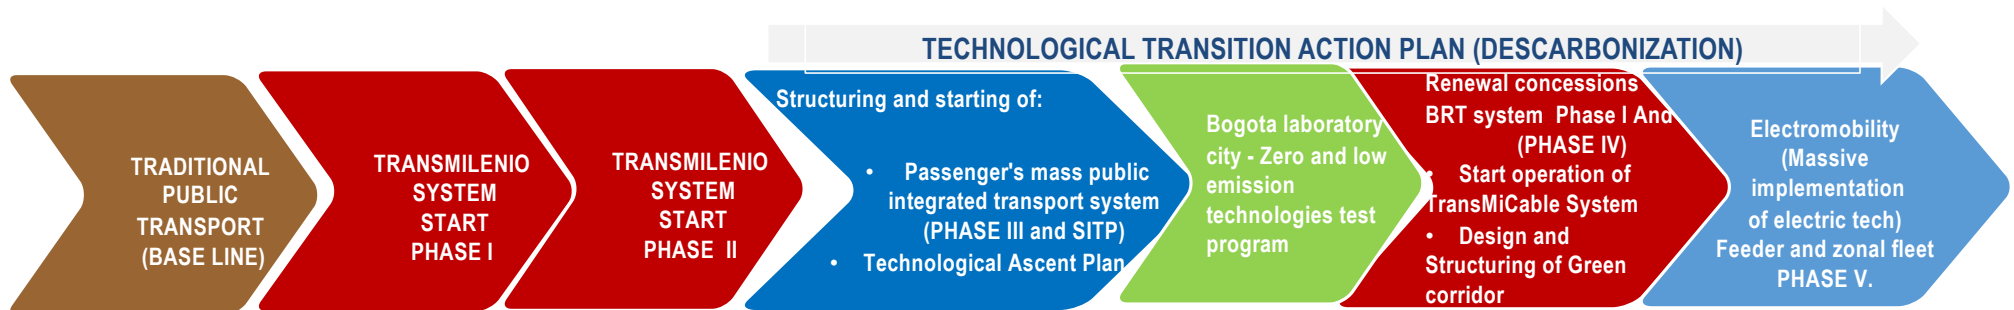 TECHNOLOGICAL TRANSITION ACTION PLAN (DESCARBONIZATION)
TRADITIONAL
PUBLIC
TRANSPORT
(BASE LINE)
TRANSMILENIO
SYSTEM
START
PHASE I
TRANSMILENIO
SYSTEM
START
PHASE II
Structuring and starting of:
• Passenger's mass public
integrated transport system
(PHASE III and SITP)
• Technological Ascent Plan
Bogota laboratory
city - Zero and low
emission
technologies test
program
Renewal concessions
BRT system Phase I And
(PHASE IV)
• Start operation of
TransMiCable System
• Design and
Structuring of Green
corridor
Electromobility
(Massive
implementation
of electric tech)
Feeder and zonal fleet
PHASE V.